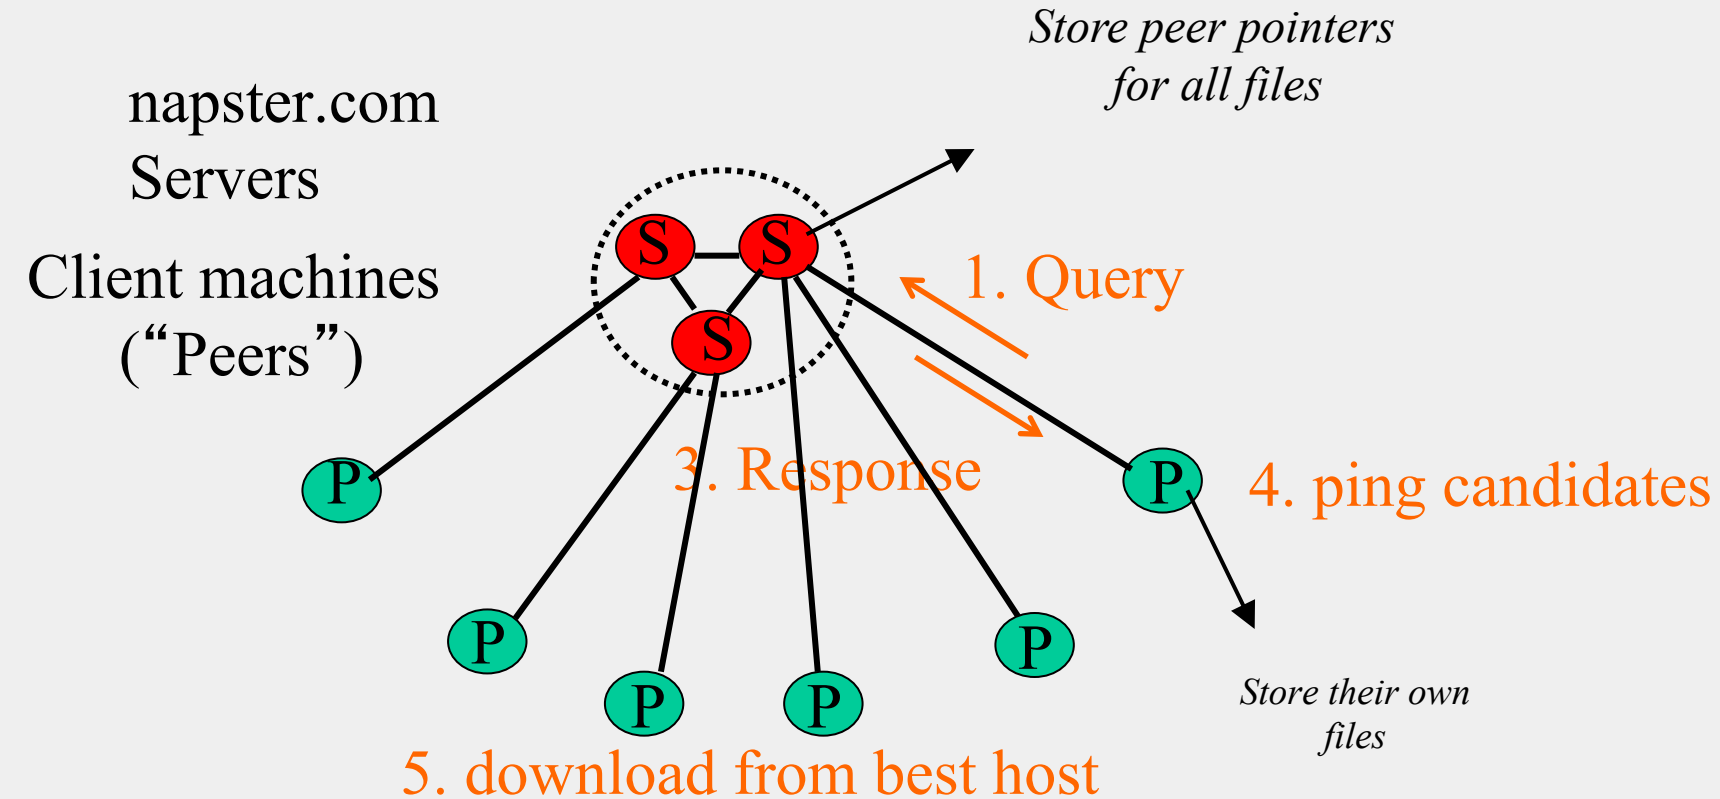 Store peer pointers
for all files
napster.com
Servers
Client machines
(“Peers”)
S
S
S
1. Query
3. Response
P
P
4. ping candidates
P
P
P
P
Store their own
files
5. download from best host